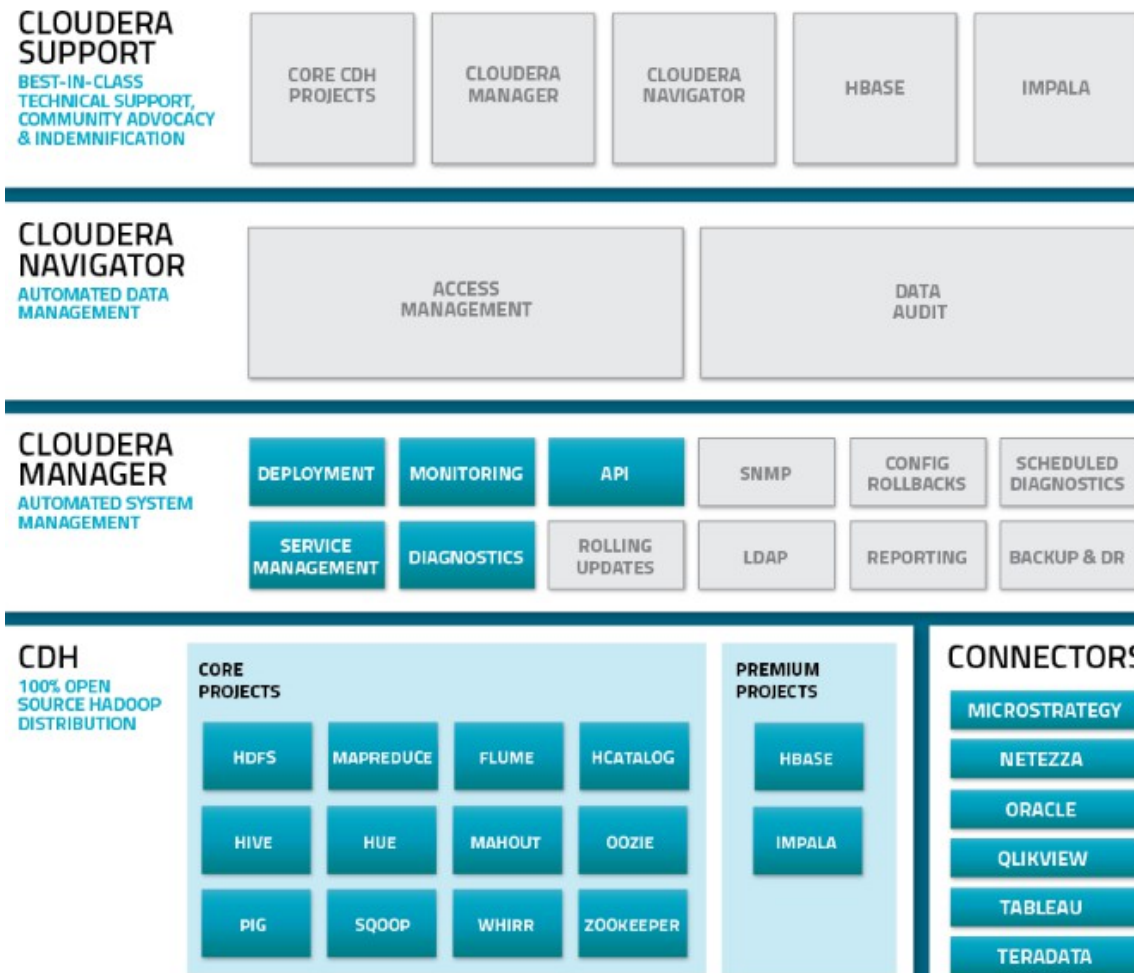 CLOUDERA
SUPPORT
BEST-IN-CLASS
TECHNICAL SUPPORT,
COMMUNITY ADVOCACY
& INDEMNIFICATION
CORE CDH
PROJECTS
CLOUDERA
MANAGER
CLOUDERA
NAVIGATOR
HBASE
IMPALA
CLOUDERA
NAVIGATOR
AUTOMATED DATA
MANAGEMENT
ACCESS
MANAGEMENT
DATA
AUDIT
CLOUDERA
MANAGER
AUTOMATED SYSTEM
MANAGEMENT
DEPLOYMENT
MONITORING
API
SNMP
CONFIG
ROLLBACKS
SCHEDULED
DIAGNOSTICS
SERVICE
MANAGEMENT
DIAGNOSTICS
ROLLING
UPDATES
LDAP
REPORTING
BACKUP & DR
CDH
100% OPEN
SOURCE HADOOP
DISTRIBUTION
CORE
PROJECTS
HDFS
MAPREDUCE
FLUME
HCATALOG
HIVE
HUE
MAHOUT
OOZIE
PIG
SQOOP
WHIRR
ZOOKEEPER
PREMIUM
PROJECTS
HBASE
IMPALA
CONNECTORS
MICROSTRATEGY
NETEZZA
ORACLE
QLIKVIEW
TABLEAU
TERADATA